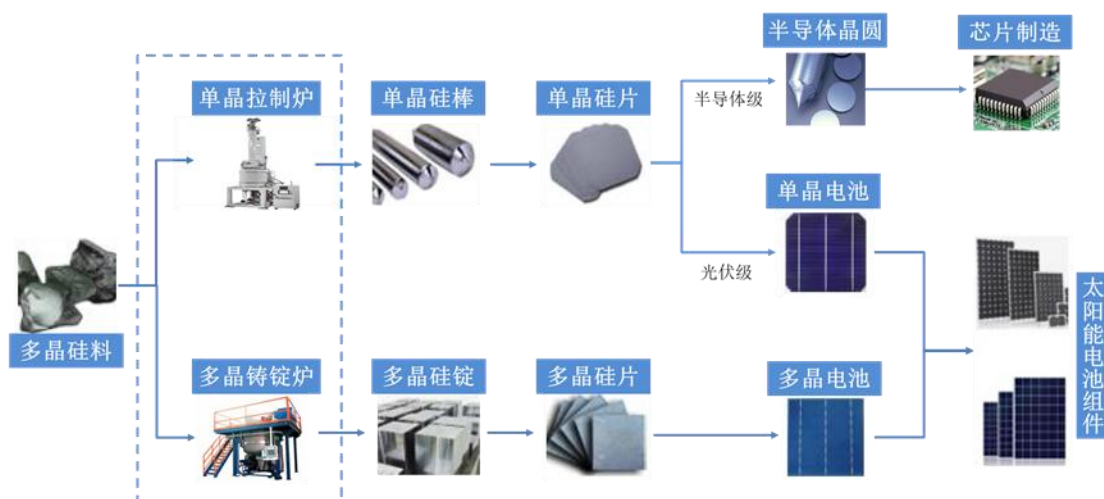 半导体晶圆
芯片制造
单晶拉制炉
单晶硅棒
单晶硅片
半导体级
单晶电池
光伏级
多晶硅料
太阳能电池组件
多晶铸锭炉
多晶硅锭
多晶硅片
多晶电池